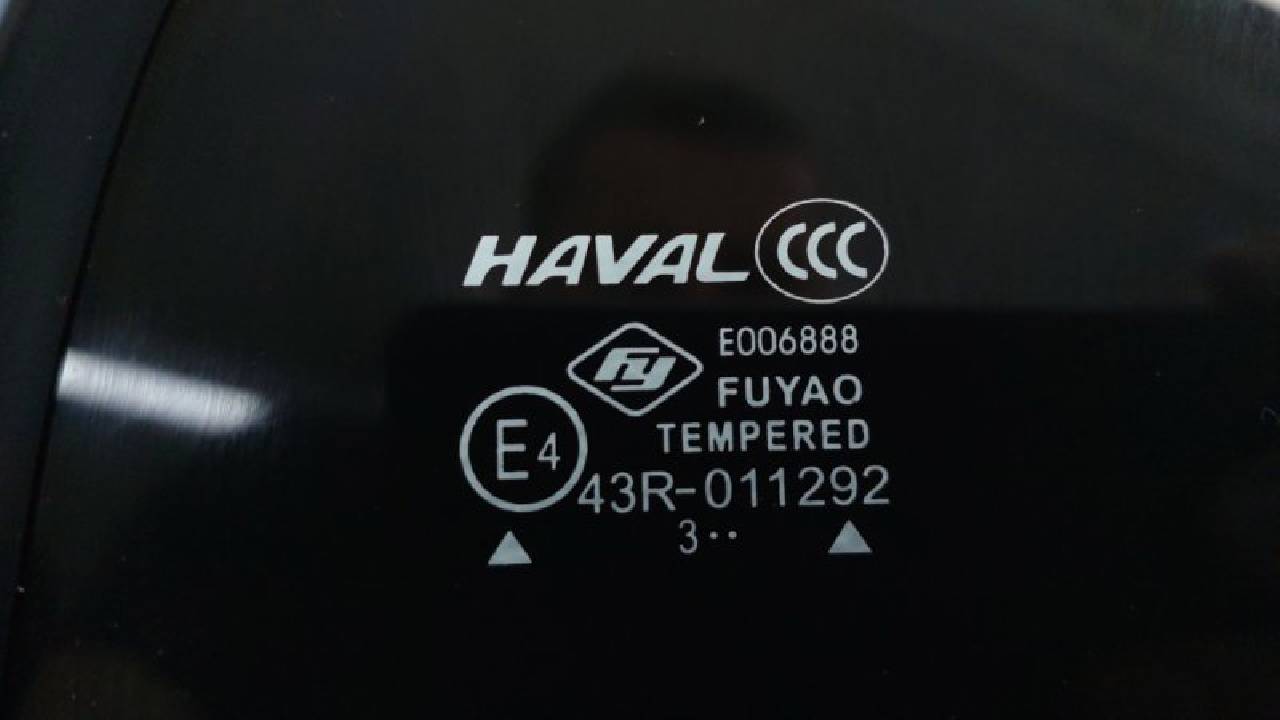 HAVAL CCC
FY E006888
FUYAO
TEMPERED
E4 43R-011292
3··